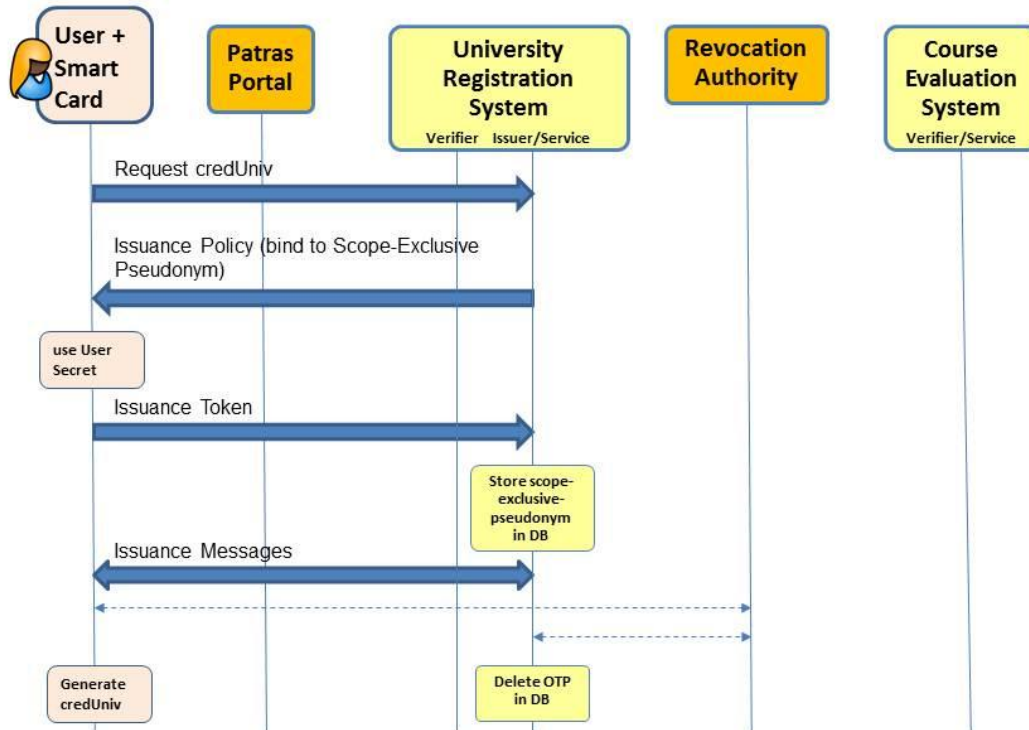 User +
Smart
Card
Patras
Portal
University
Registration
System
Verifier Issuer/Service
Revocation
Authority
Course
Evaluation
System
Verifier/Service
Request credUniv
Issuance Policy (bind to Scope-Exclusive
Pseudonym)
use User
Secret
Issuance Token
Store scope-
exclusive-
pseudonym
in DB
Issuance Messages
Generate
credUniv
Delete OTP
in DB